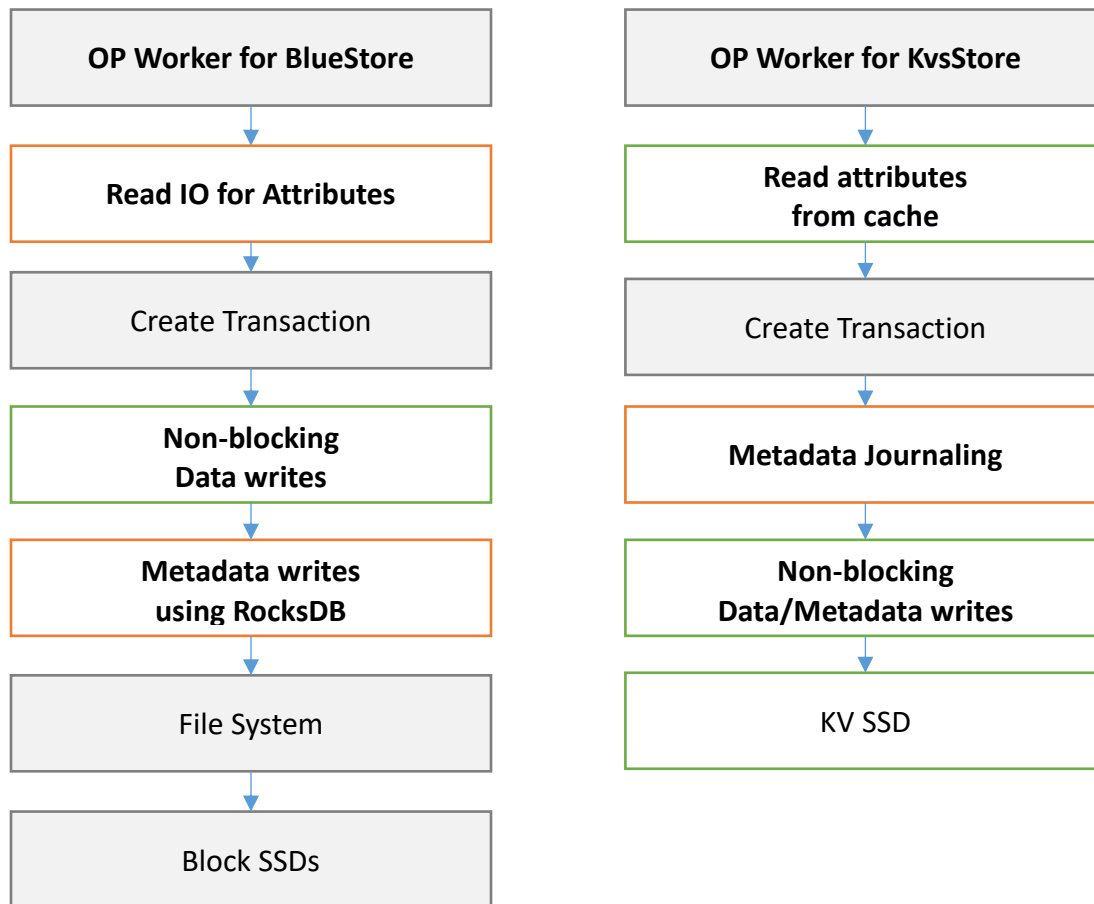 OP Worker for BlueStore
Read IO for Attributes
Create Transaction
Non-blocking
Data writes
Metadata writes
using RocksDB
File System
Block SSDs
OP Worker for KvsStore
Read attributes
from cache
Create Transaction
Metadata Journaling
Non-blocking
Data/Metadata writes
KV SSD